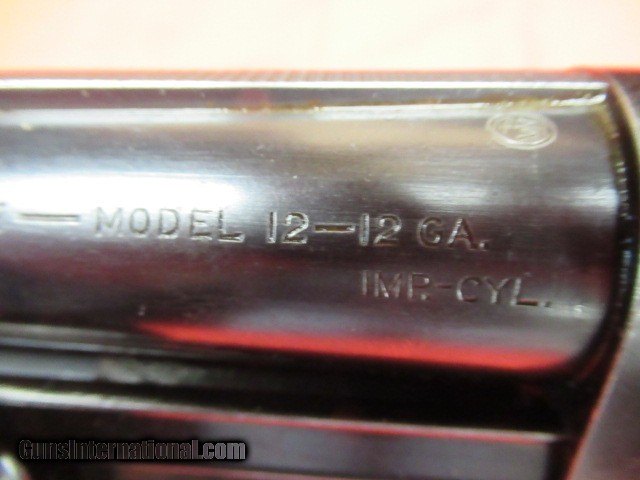 — MODEL 12—12 GA.
IMP.-CYL.
GunsInternational.com